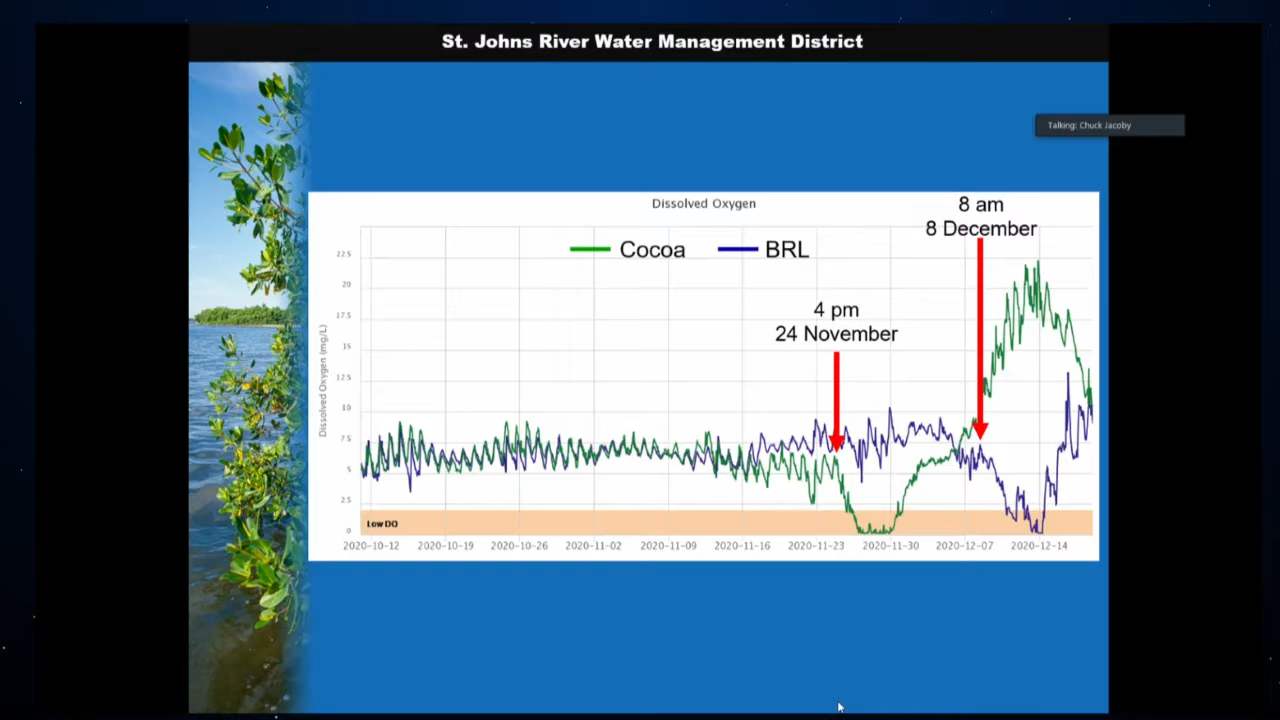 St. Johns River Water Management District
Talking: Chuck Jacoby
Dissolved Oxygen
8 am
8 December
Cocoa
BRL
4 pm
24 November
Dissolved Oxygen (mg/L)
22.5
20
17.5
15
12.5
10
7.5
5
2.5
0
Low DO
2020-10-12 2020-10-19 2020-10-26 2020-11-02 2020-11-09 2020-11-16 2020-11-23 2020-11-30 2020-12-07 2020-12-14